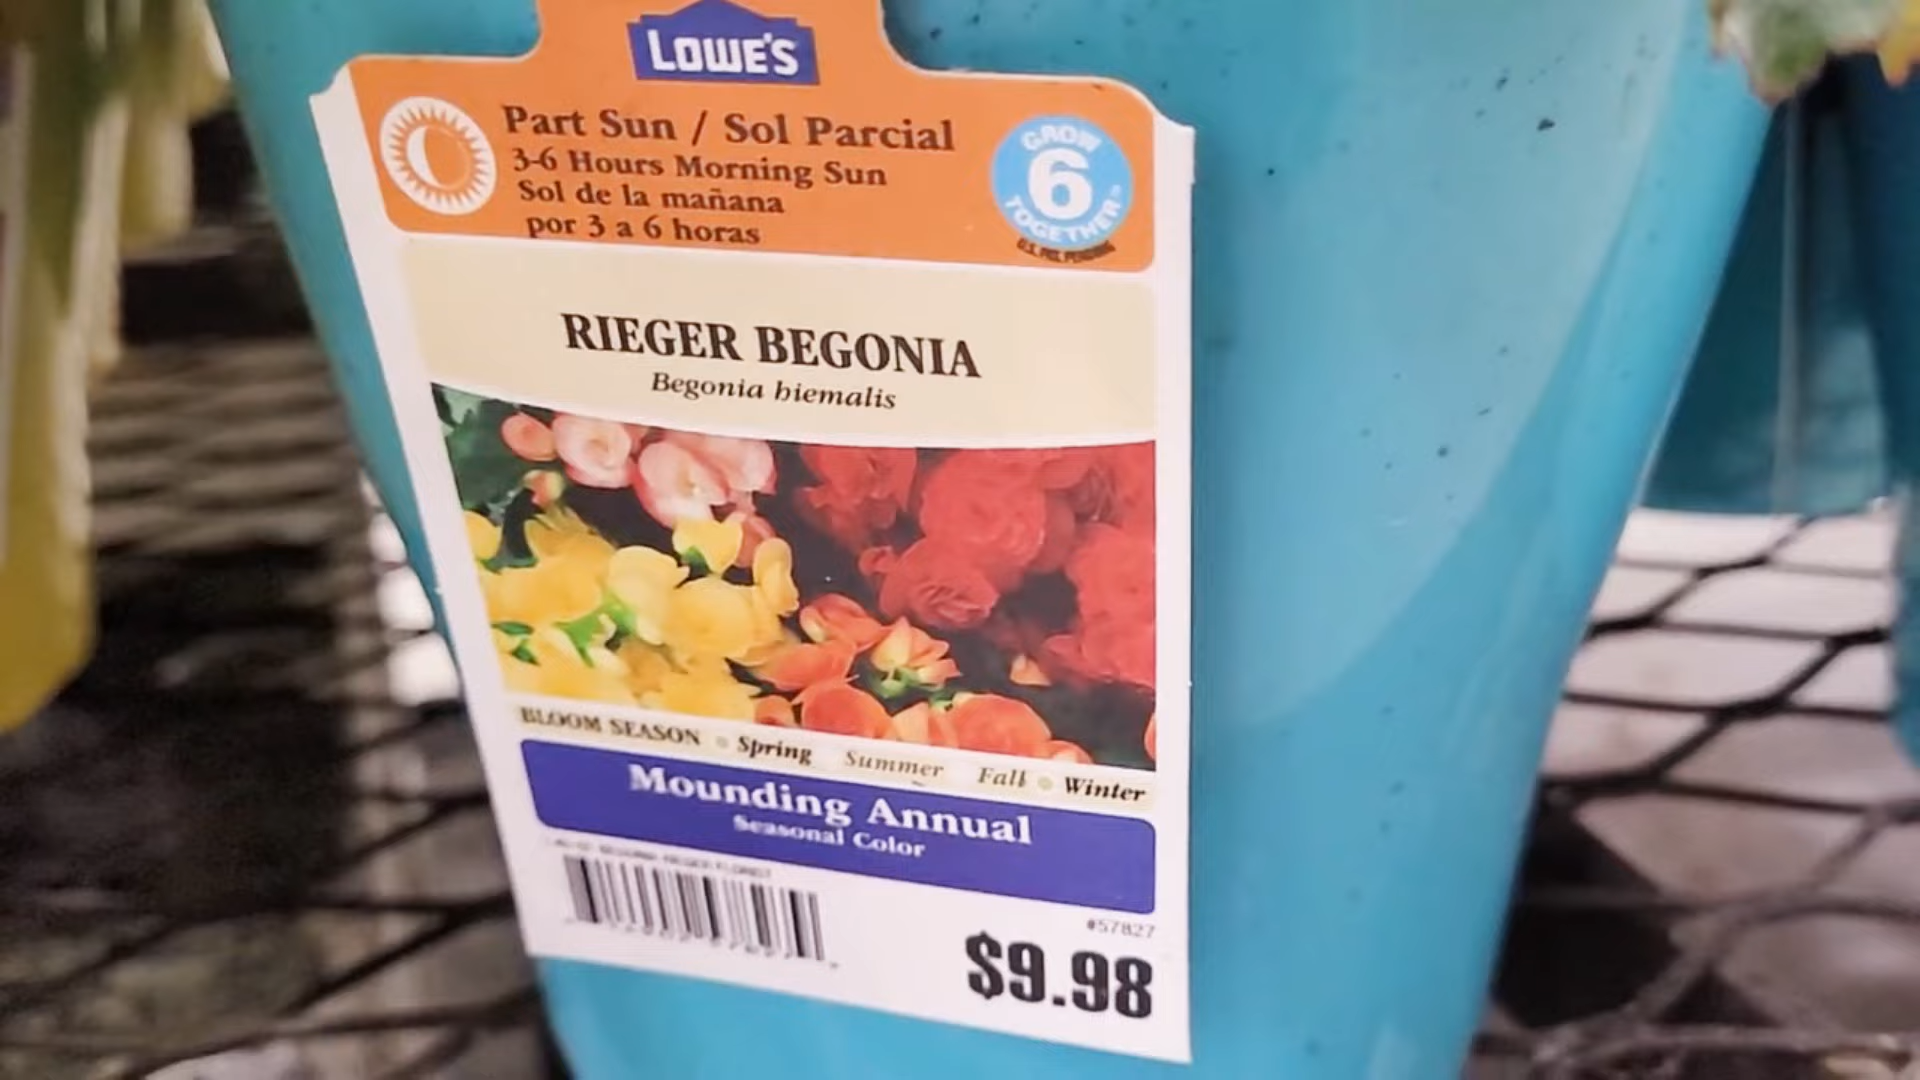 LOWE'S
Part Sun / Sol Parcial
3-6 Hours Morning Sun
Sol de la mañana
por 3 a 6 horas
GROW
6
TOGETHER
U.S. PAT. PENDING
RIEGER BEGONIA
Begonia hiemalis
BLOOM SEASON Spring Summer Fall Winter
Mounding Annual
Seasonal Color
#57827
$9.98